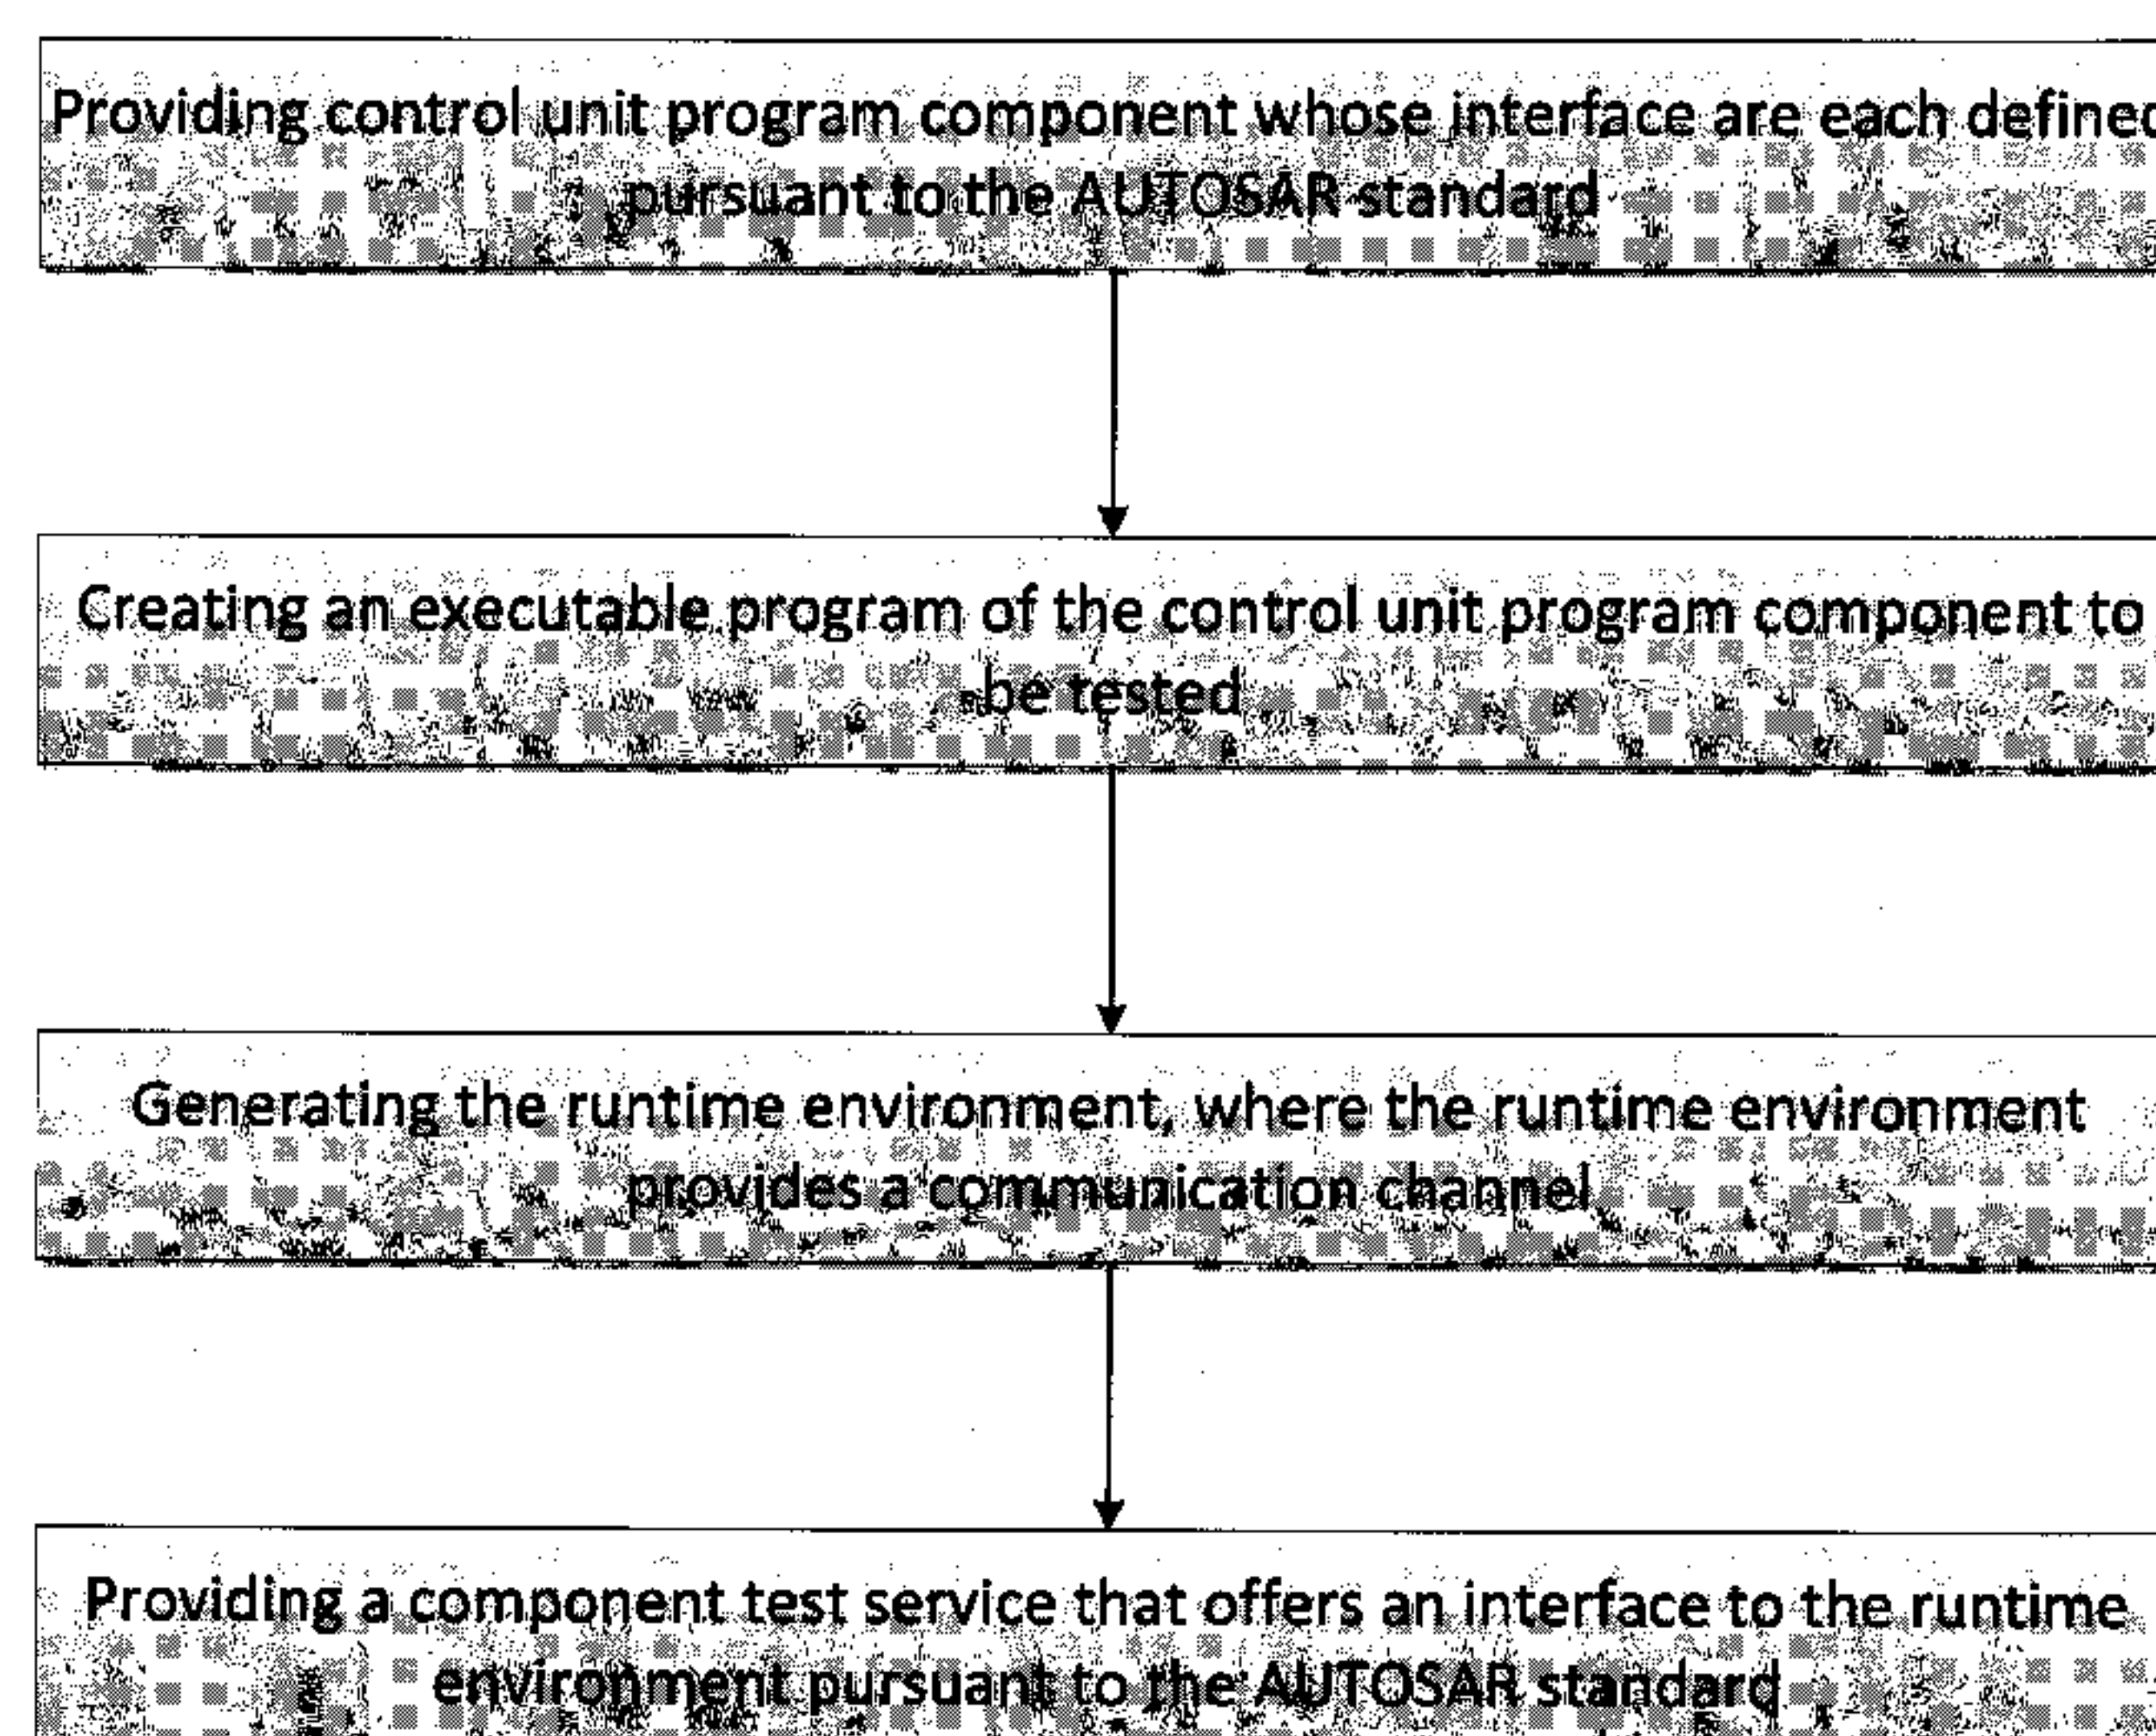 Providing control unit program component whose interface are each defined
pursuant to the AUTOSAR standard
Creating an executable program of the control unit program component to
be tested
Generating the runtime environment, where the runtime environment
provides a communication channel
Providing a component test service that offers an interface to the runtime
environment pursuant to the AUTOSAR standard